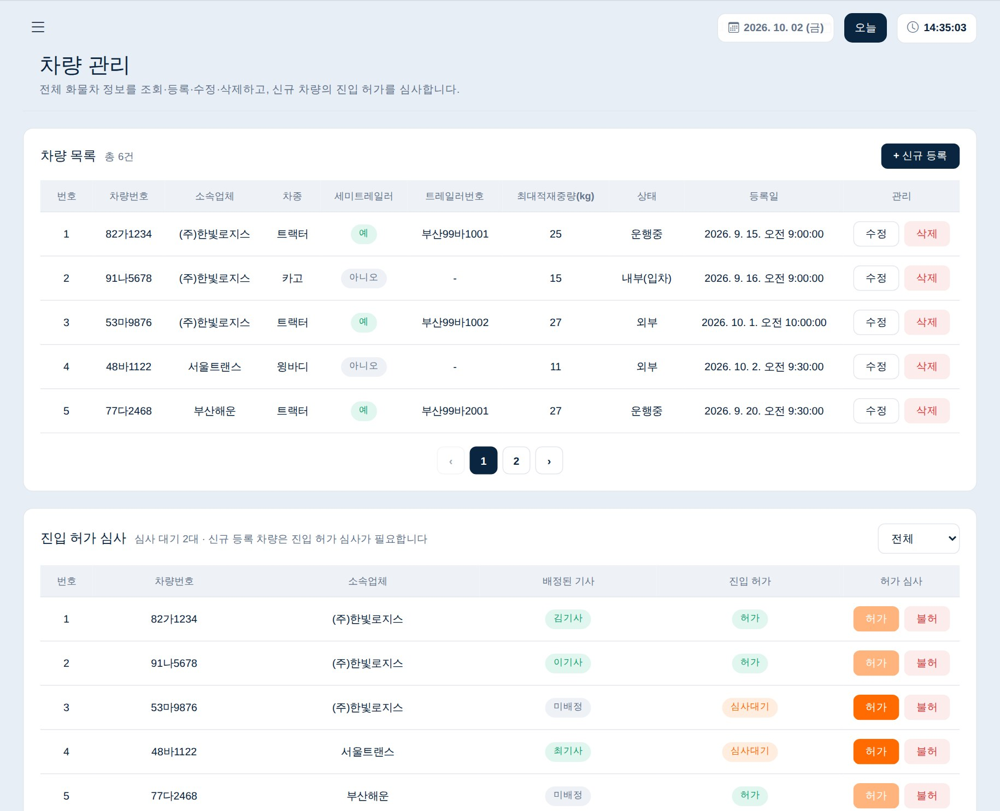 2026. 10. 02 (금) 오늘 14:35:03
차량 관리
전체 화물차 정보를 조회·등록·수정·삭제하고, 신규 차량의 진입 허가를 심사합니다.
차량 목록 총 6건 + 신규 등록
번호 차량번호 소속업체 차종 세미트레일러 트레일러번호 최대적재중량(kg) 상태 등록일 관리
1 82가1234 (주)한빛로지스 트랙터 예 부산99바1001 25 운행중 2026. 9. 15. 오전 9:00:00 수정 삭제
2 91나5678 (주)한빛로지스 카고 아니오 - 15 내부(입차) 2026. 9. 16. 오전 9:00:00 수정 삭제
3 53마9876 (주)한빛로지스 트랙터 예 부산99바1002 27 외부 2026. 10. 1. 오전 10:00:00 수정 삭제
4 48바1122 서울트랜스 윙바디 아니오 - 11 외부 2026. 10. 2. 오전 9:30:00 수정 삭제
5 77다2468 부산해운 트랙터 예 부산99바2001 27 운행중 2026. 9. 20. 오전 9:30:00 수정 삭제
‹ 1 2 ›
진입 허가 심사 심사 대기 2대 · 신규 등록 차량은 진입 허가 심사가 필요합니다 전체
번호 차량번호 소속업체 배정된 기사 진입 허가 허가 심사
1 82가1234 (주)한빛로지스 김기사 허가 허가 불허
2 91나5678 (주)한빛로지스 이기사 허가 허가 불허
3 53마9876 (주)한빛로지스 미배정 심사대기 허가 불허
4 48바1122 서울트랜스 최기사 심사대기 허가 불허
5 77다2468 부산해운 미배정 허가 허가 불허